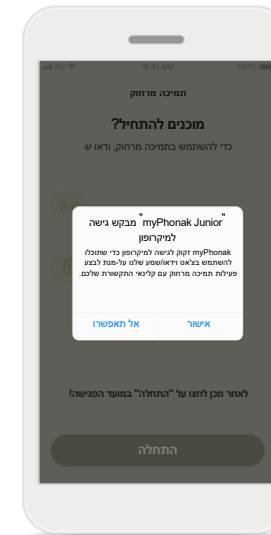 9:41 AM
100%
תמיכה מרחוק
מוכנים להתחיל?
כדי להשתמש בתמיכה מרחוק, ודאו ש
"myPhonak Junior" מבקש גישה
למיקרופון
myPhonak זקוק לגישה למיקרופון כדי שתוכלו
להשתמש בצ'אט וידאו/שמע שלנו על-מנת לבצע
פעילות תמיכה מרחוק עם קלינאי התקשורת שלכם.
אל תאפשרו
אישור
לאחר מכן לחצו על "התחלה" במועד הפגישה!
התחלה